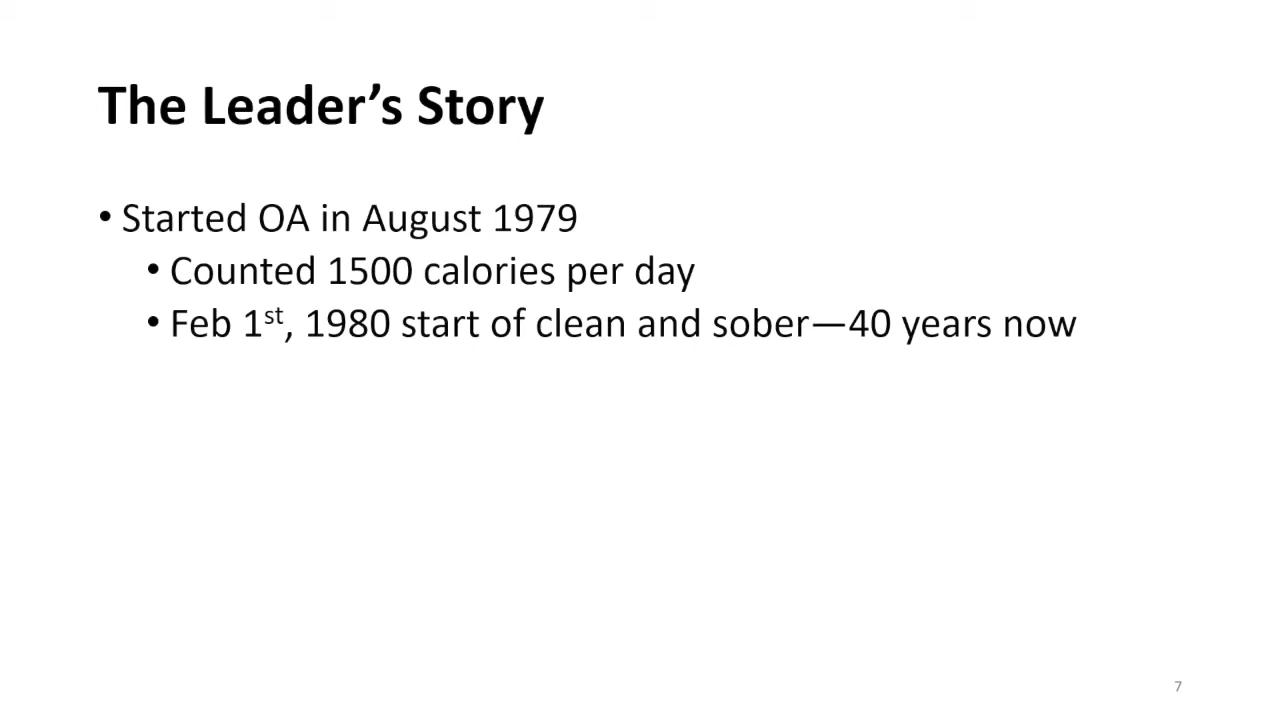 The Leader’s Story
• Started OA in August 1979
• Counted 1500 calories per day
• Feb 1st, 1980 start of clean and sober—40 years now
7